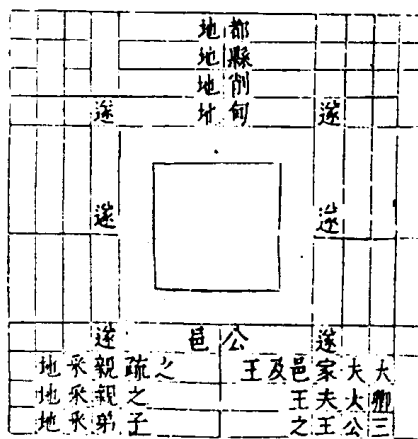 都地
縣地
削地
遂 甸地 遂
遂 遂
遂 公邑 遂
大夫家邑及王之疏親采地
卿大夫王之親采地
三公王之子弟采地